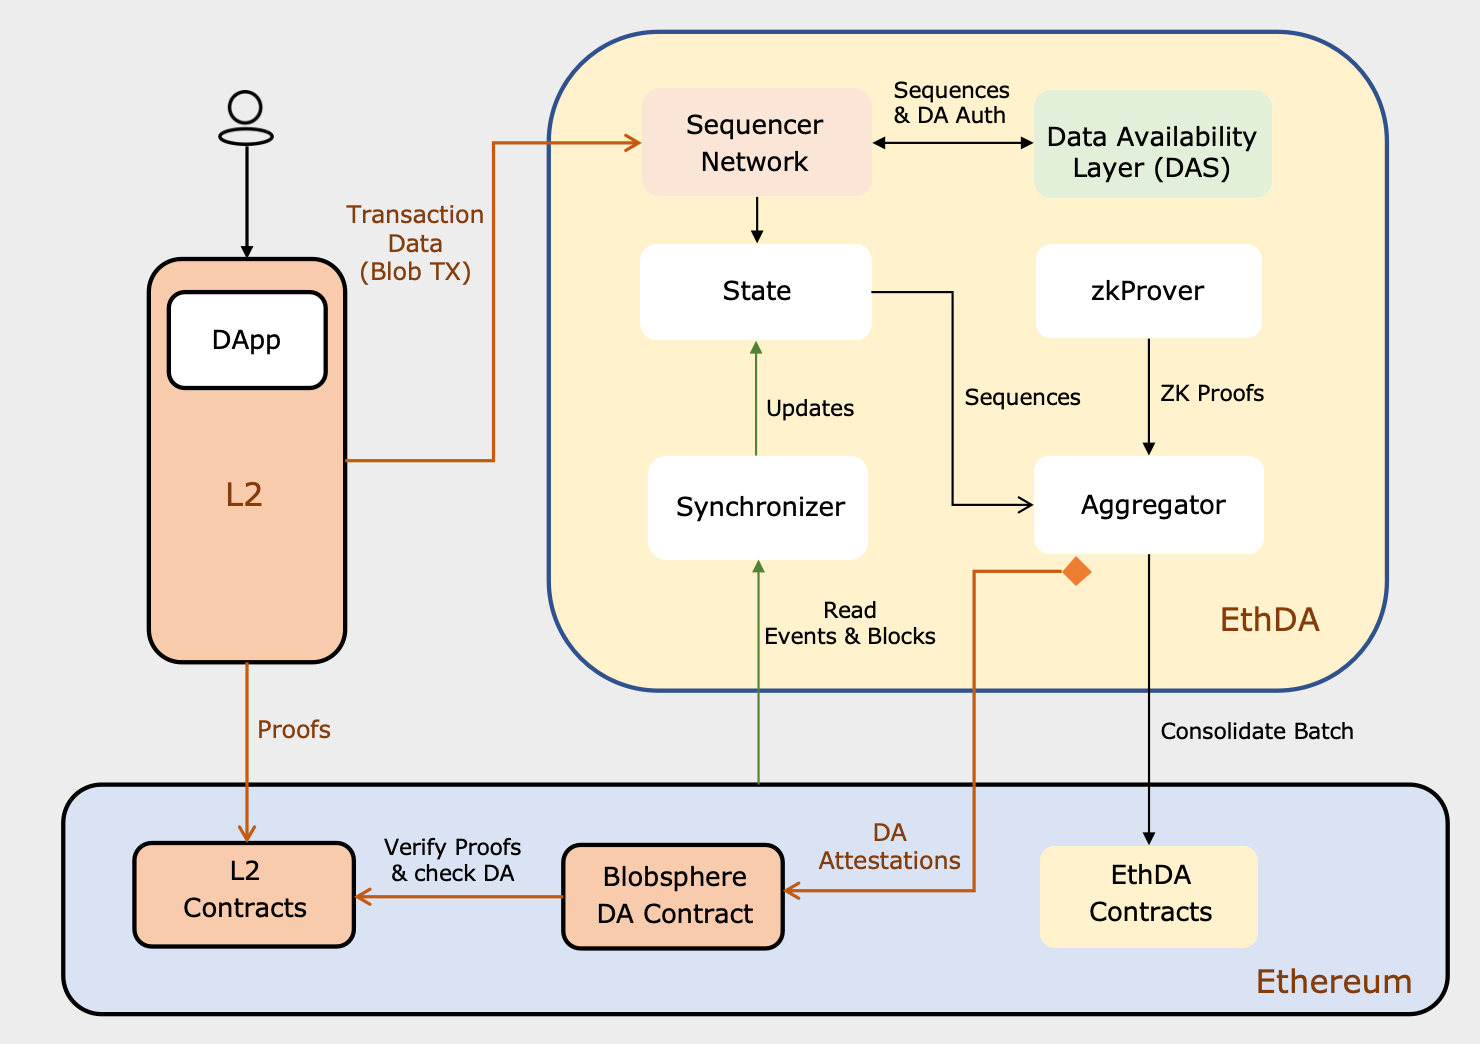 Sequencer
Network
Sequences
& DA Auth
Data Availability
Layer (DAS)
Transaction
Data
(Blob TX)
State
zkProver
DApp
Updates
Sequences
ZK Proofs
L2
Synchronizer
Aggregator
Read
Events & Blocks
EthDA
Proofs
Consolidate Batch
Verify Proofs
& check DA
DA
Attestations
L2
Contracts
Blobsphere
DA Contract
EthDA
Contracts
Ethereum